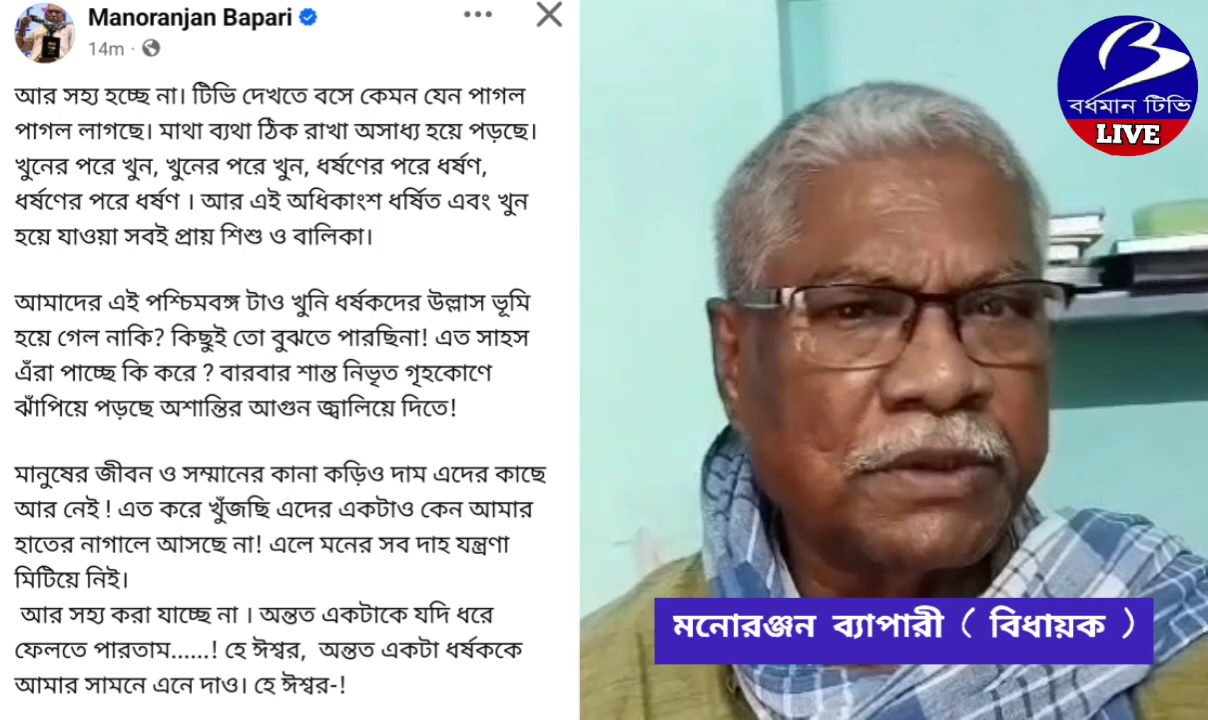 Manoranjan Bapari
14m
আর সহ্য হচ্ছে না। টিভি দেখতে বসে কেমন যেন পাগল
পাগল লাগছে। মাথা ব্যথা ঠিক রাখা অসাধ্য হয়ে পড়ছে।
খুনের পরে খুন, খুনের পরে খুন, ধর্ষণের পরে ধর্ষণ,
ধর্ষণের পরে ধর্ষণ । আর এই অধিকাংশ ধর্ষিত এবং খুন
হয়ে যাওয়া সবই প্রায় শিশু ও বালিকা।
আমাদের এই পশ্চিমবঙ্গ টাও খুনি ধর্ষকদের উল্লাস ভূমি
হয়ে গেল নাকি? কিছুই তো বুঝতে পারছিনা! এত সাহস
এঁরা পাচ্ছে কি করে ? বারবার শান্ত নিভৃত গৃহকোণে
ঝাঁপিয়ে পড়ছে অশান্তির আগুন জ্বালিয়ে দিতে!
মানুষের জীবন ও সম্মানের কানা কড়িও দাম এদের কাছে
আর নেই ! এত করে খুঁজছি এদের একটাও কেন আমার
হাতের নাগালে আসছে না! এলে মনের সব দাহ যন্ত্রণা
মিটিয়ে নিই।
আর সহ্য করা যাচ্ছে না । অন্তত একটাকে যদি ধরে
ফেলতে পারতাম......! হে ঈশ্বর, অন্তত একটা ধর্ষককে
আমার সামনে এনে দাও। হে ঈশ্বর-!
বর্ধমান টিভি
LIVE
মনোরঞ্জন ব্যাপারী ( বিধায়ক )